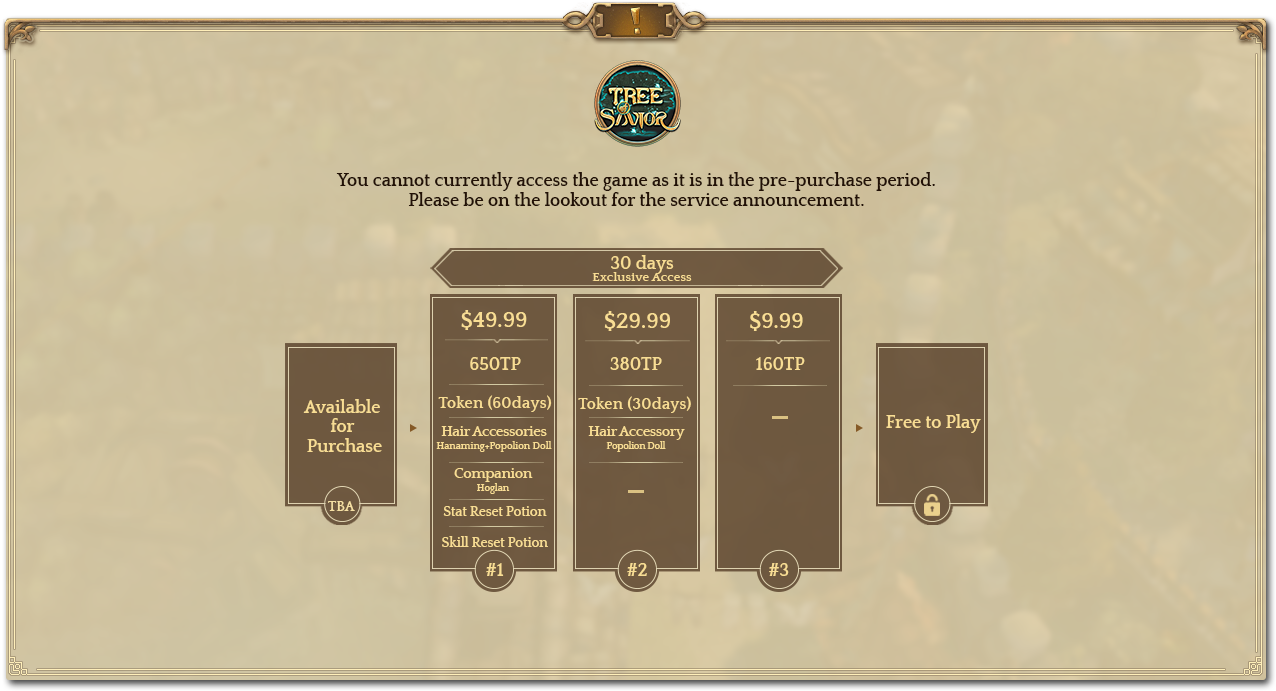 !
TREE
of
SAVIOR
You cannot currently access the game as it is in the pre-purchase period.
Please be on the lookout for the service announcement.
30 days
Exclusive Access
Available
for
Purchase
TBA
$49.99
650TP
Token (60days)
Hair Accessories
Hanaming+Popolion Doll
Companion
Hoglan
Stat Reset Potion
Skill Reset Potion
#1
$29.99
380TP
Token (30days)
Hair Accessory
Popolion Doll
—
#2
$9.99
160TP
—
#3
Free to Play